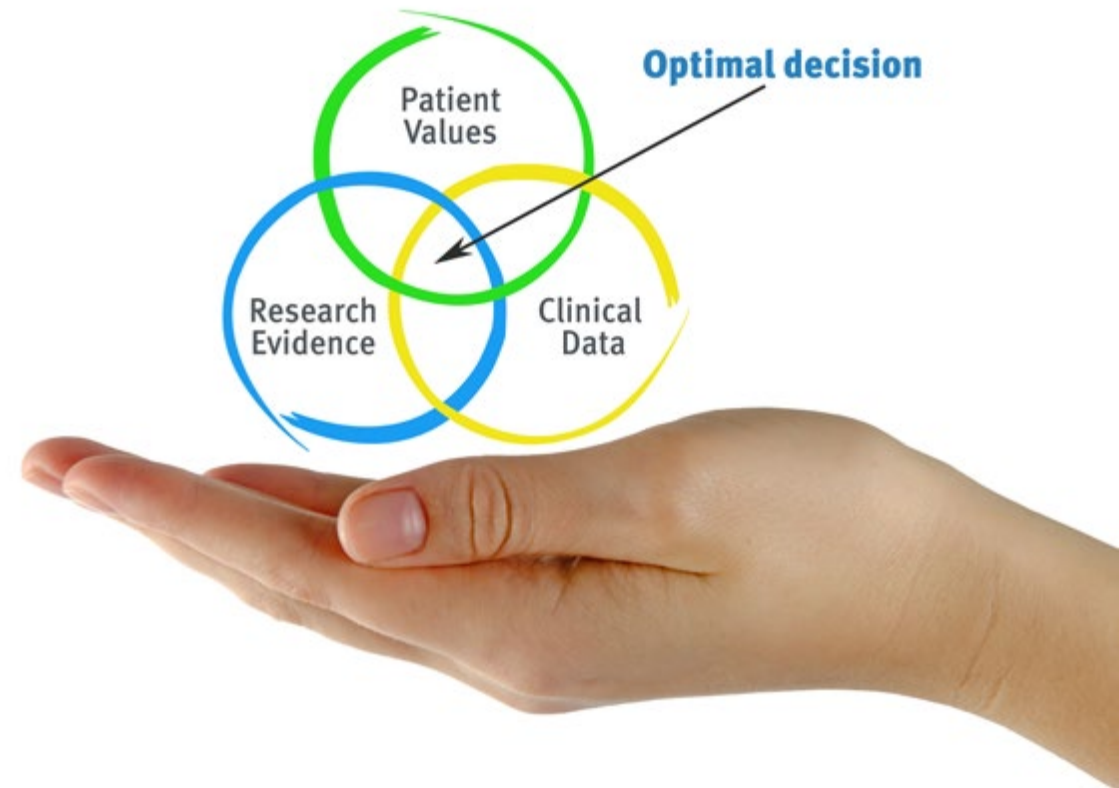 Optimal decision
Patient
Values
Research
Evidence
Clinical
Data